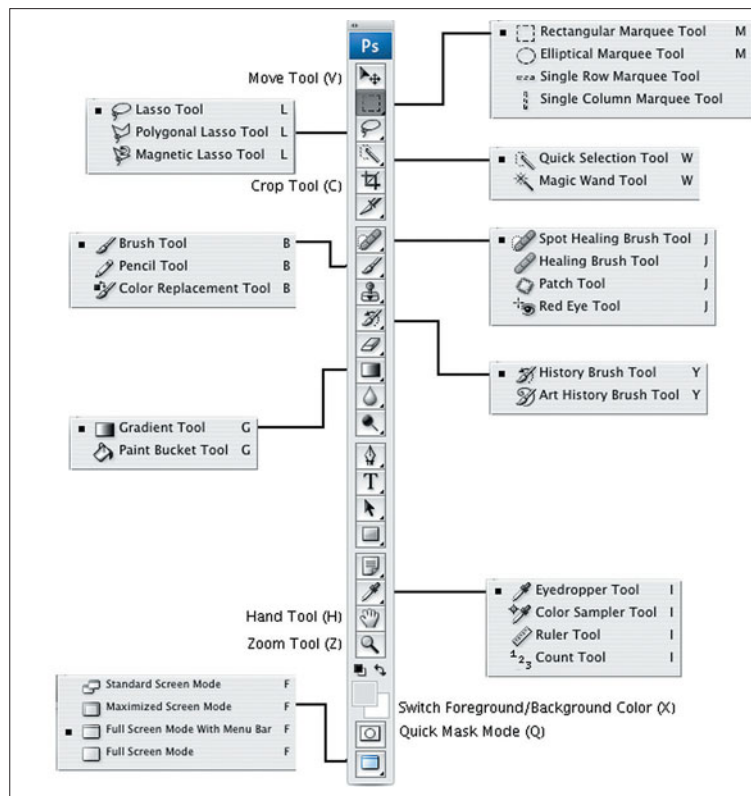 Ps
Move Tool (V)
Rectangular Marquee Tool M
Elliptical Marquee Tool M
Single Row Marquee Tool
Single Column Marquee Tool
Lasso Tool L
Polygonal Lasso Tool L
Magnetic Lasso Tool L
Quick Selection Tool W
Magic Wand Tool W
Crop Tool (C)
Brush Tool B
Pencil Tool B
Color Replacement Tool B
Spot Healing Brush Tool J
Healing Brush Tool J
Patch Tool J
Red Eye Tool J
History Brush Tool Y
Art History Brush Tool Y
Gradient Tool G
Paint Bucket Tool G
T
Eyedropper Tool I
Color Sampler Tool I
Ruler Tool I
1 2 3 Count Tool I
Hand Tool (H)
Zoom Tool (Z)
Standard Screen Mode F
Maximized Screen Mode F
Full Screen Mode With Menu Bar F
Full Screen Mode F
Switch Foreground/Background Color (X)
Quick Mask Mode (Q)